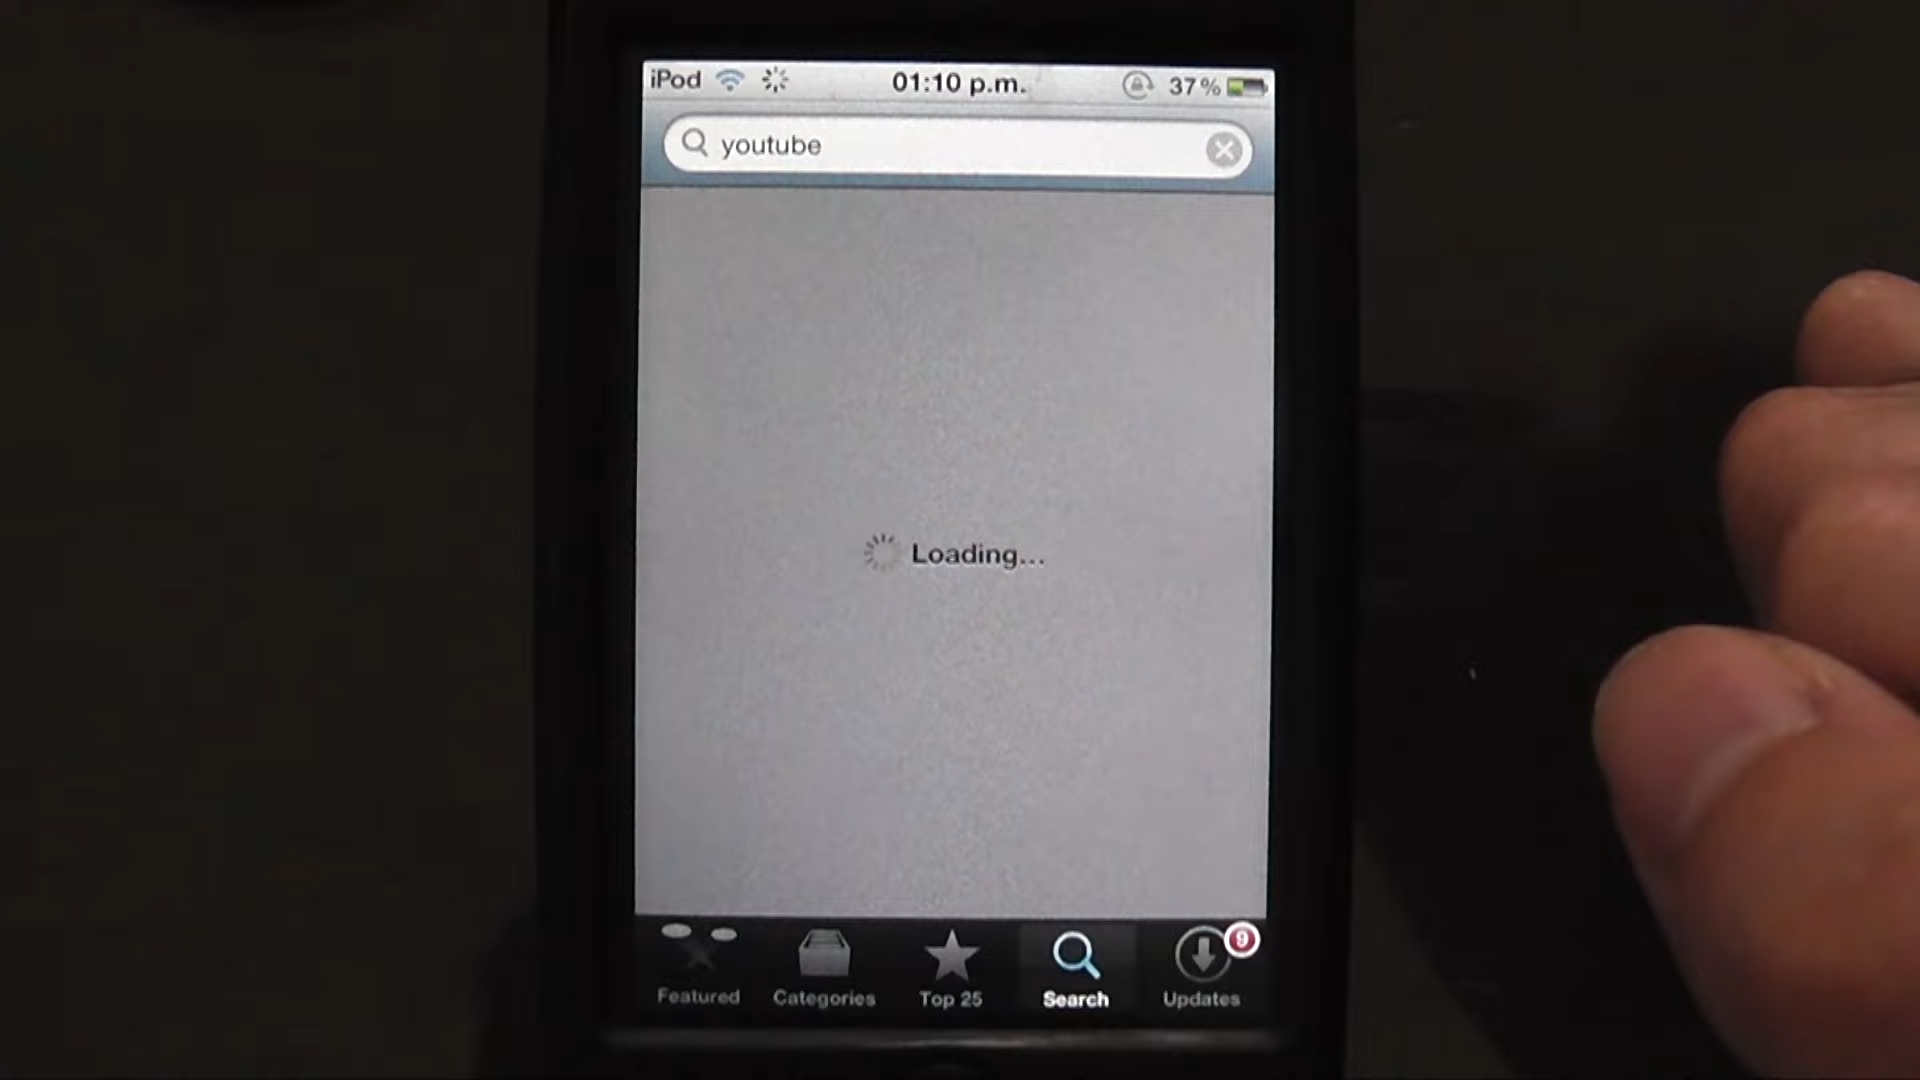 iPod 01:10 p.m. 37%
youtube
Loading...
Featured Categories Top 25 Search Updates 9